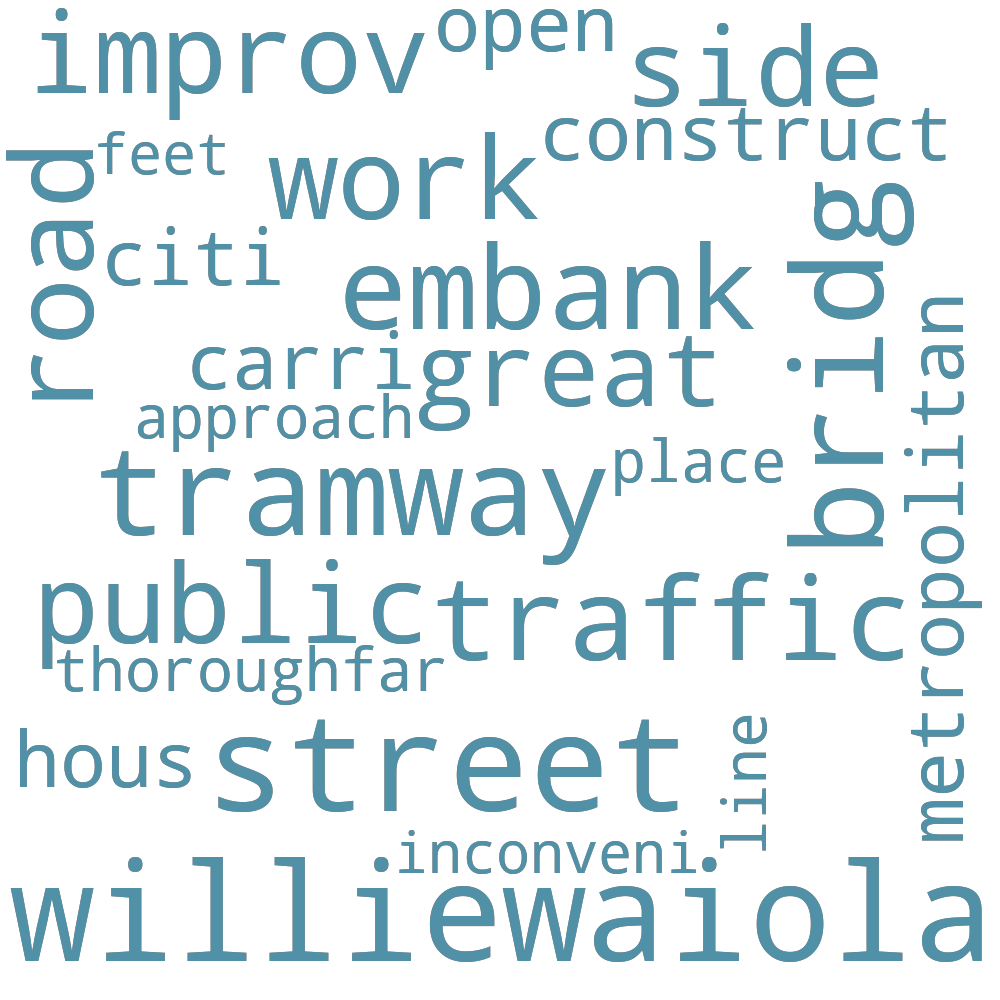 improv
open
side
construct
feet
work
road
citi
bridg
embank
carri
great
approach
metropolitan
tramway
place
public
traffic
thoroughfar
hous
street
line
inconveni
williewaiola